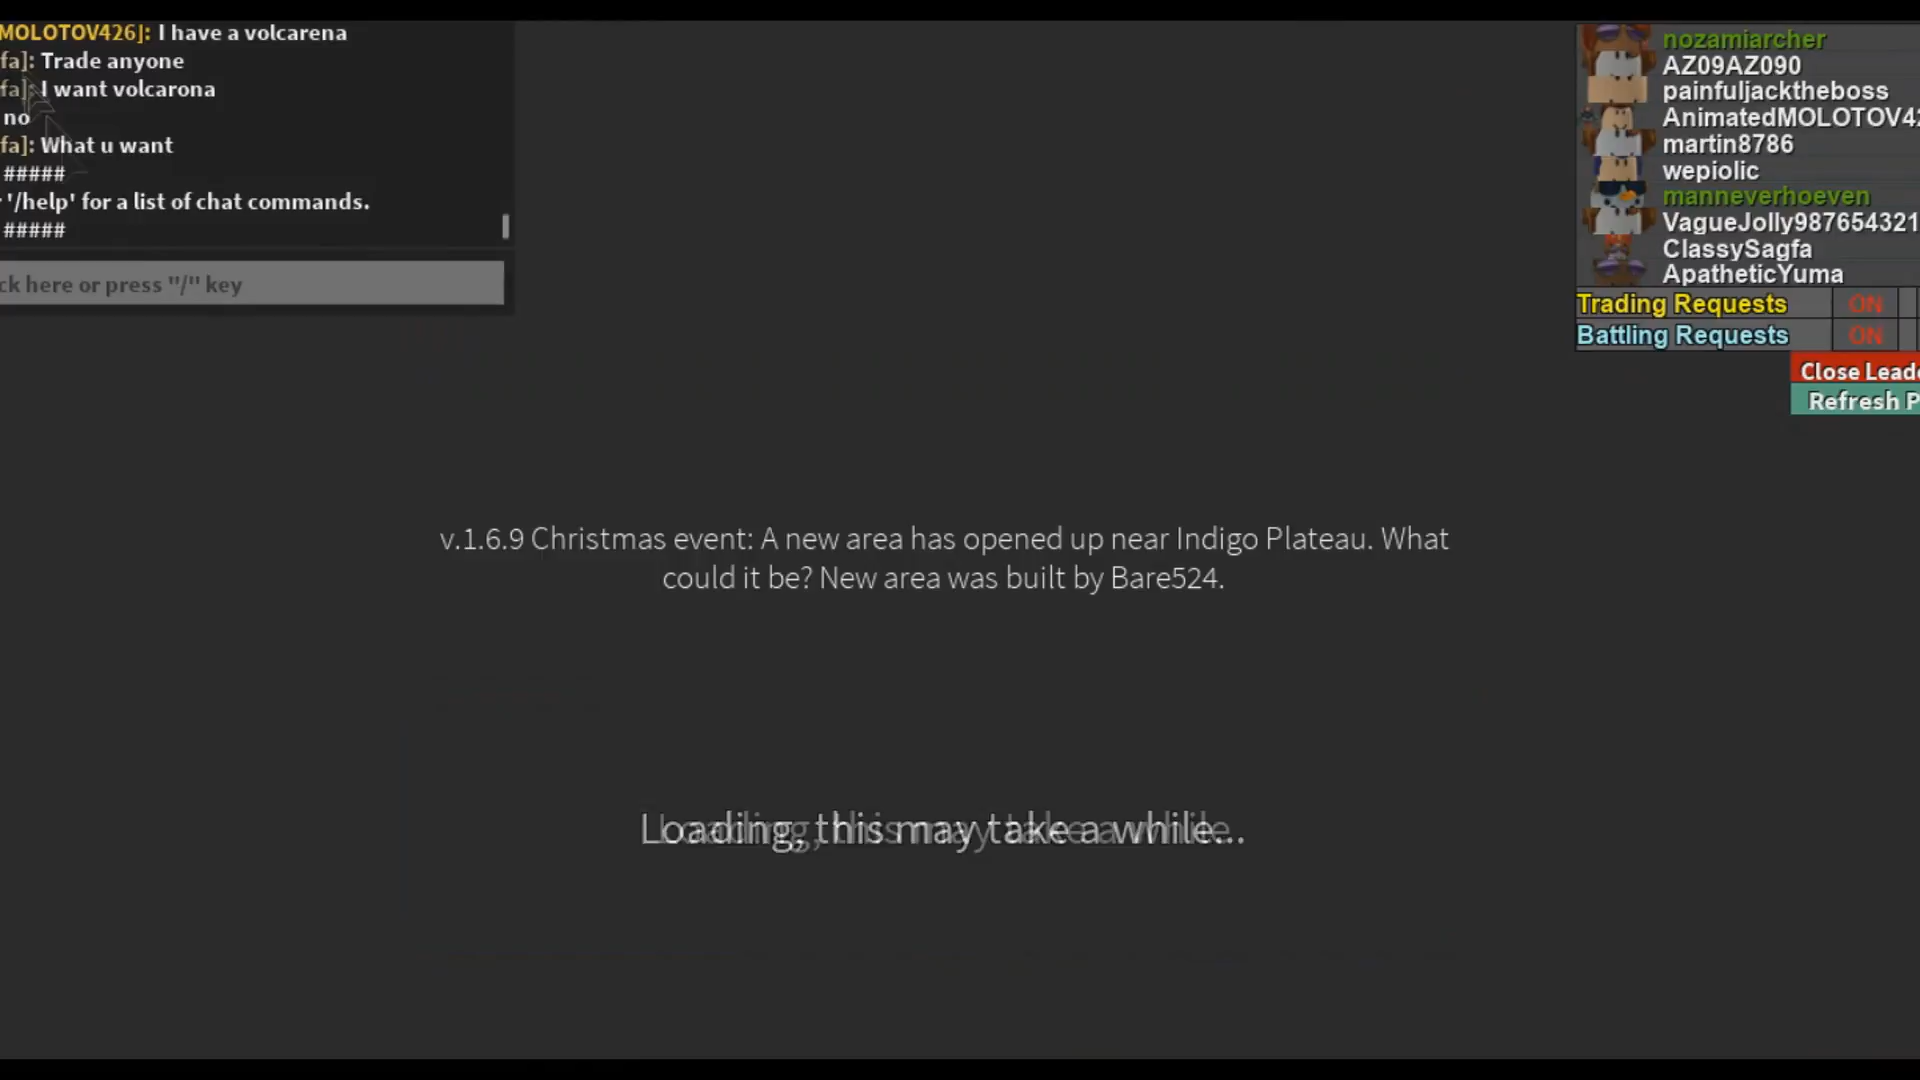 MOLOTOV426]: I have a volcarena
fa]: Trade anyone
fa]: I want volcarona
no
fa]: What u want
#####
'/help' for a list of chat commands.
#####
ck here or press "/" key
nozamiarcher
AZ09AZ090
painfuljacktheboss
AnimatedMOLOTOV42
martin8786
wepiolic
manneverhoeven
VagueJolly987654321
ClassySagfa
ApatheticYuma
Trading Requests ON
Battling Requests ON
Close Leade
Refresh P
v.1.6.9 Christmas event: A new area has opened up near Indigo Plateau. What
could it be? New area was built by Bare524.
Loading, this may take a while...